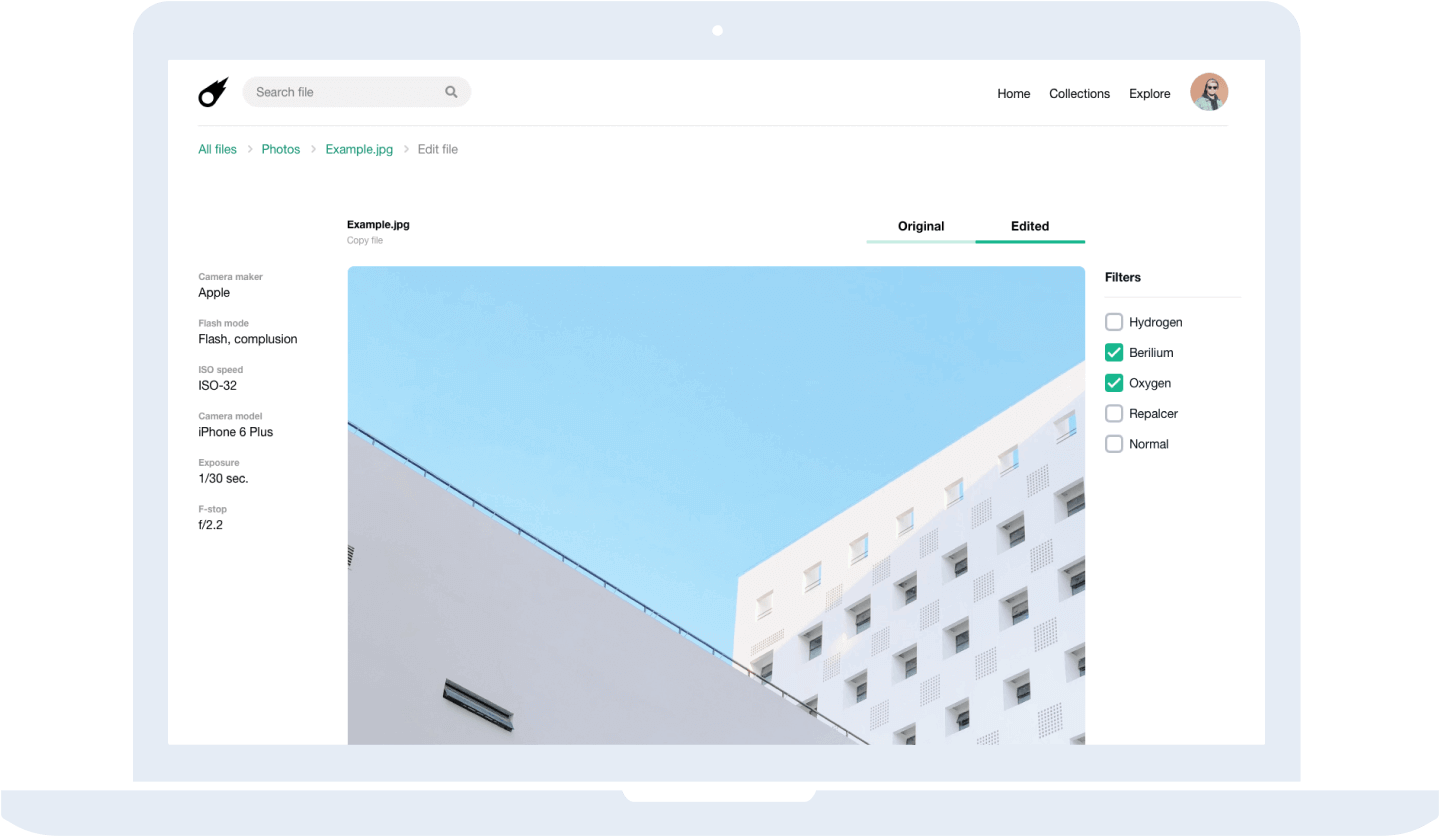 Search file
Home Collections Explore
All files Photos Example.jpg Edit file
Example.jpg
Copy file
Original Edited
Camera maker
Apple
Flash mode
Flash, complusion
ISO speed
ISO-32
Camera model
iPhone 6 Plus
Exposure
1/30 sec.
F-stop
f/2.2
Filters
Hydrogen
Berilium
Oxygen
Repalcer
Normal